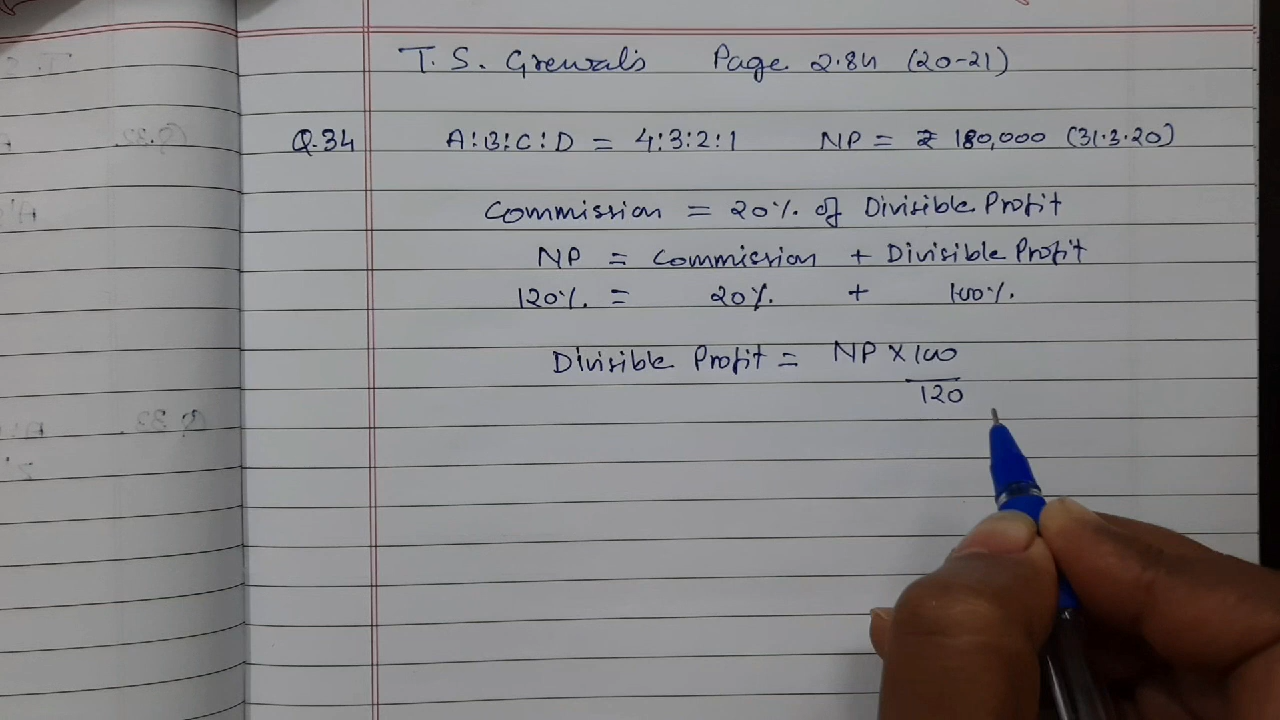 T. S. Grewal's Page 2.84 (20-21)
Q.34 A:B:C:D = 4:3:2:1 NP = ₹ 180,000 (31.3.20)
Commission = 20% of Divisible Profit
NP = Commission + Divisible Profit
120% = 20% + 100%
Divisible Profit = NP X 100
120